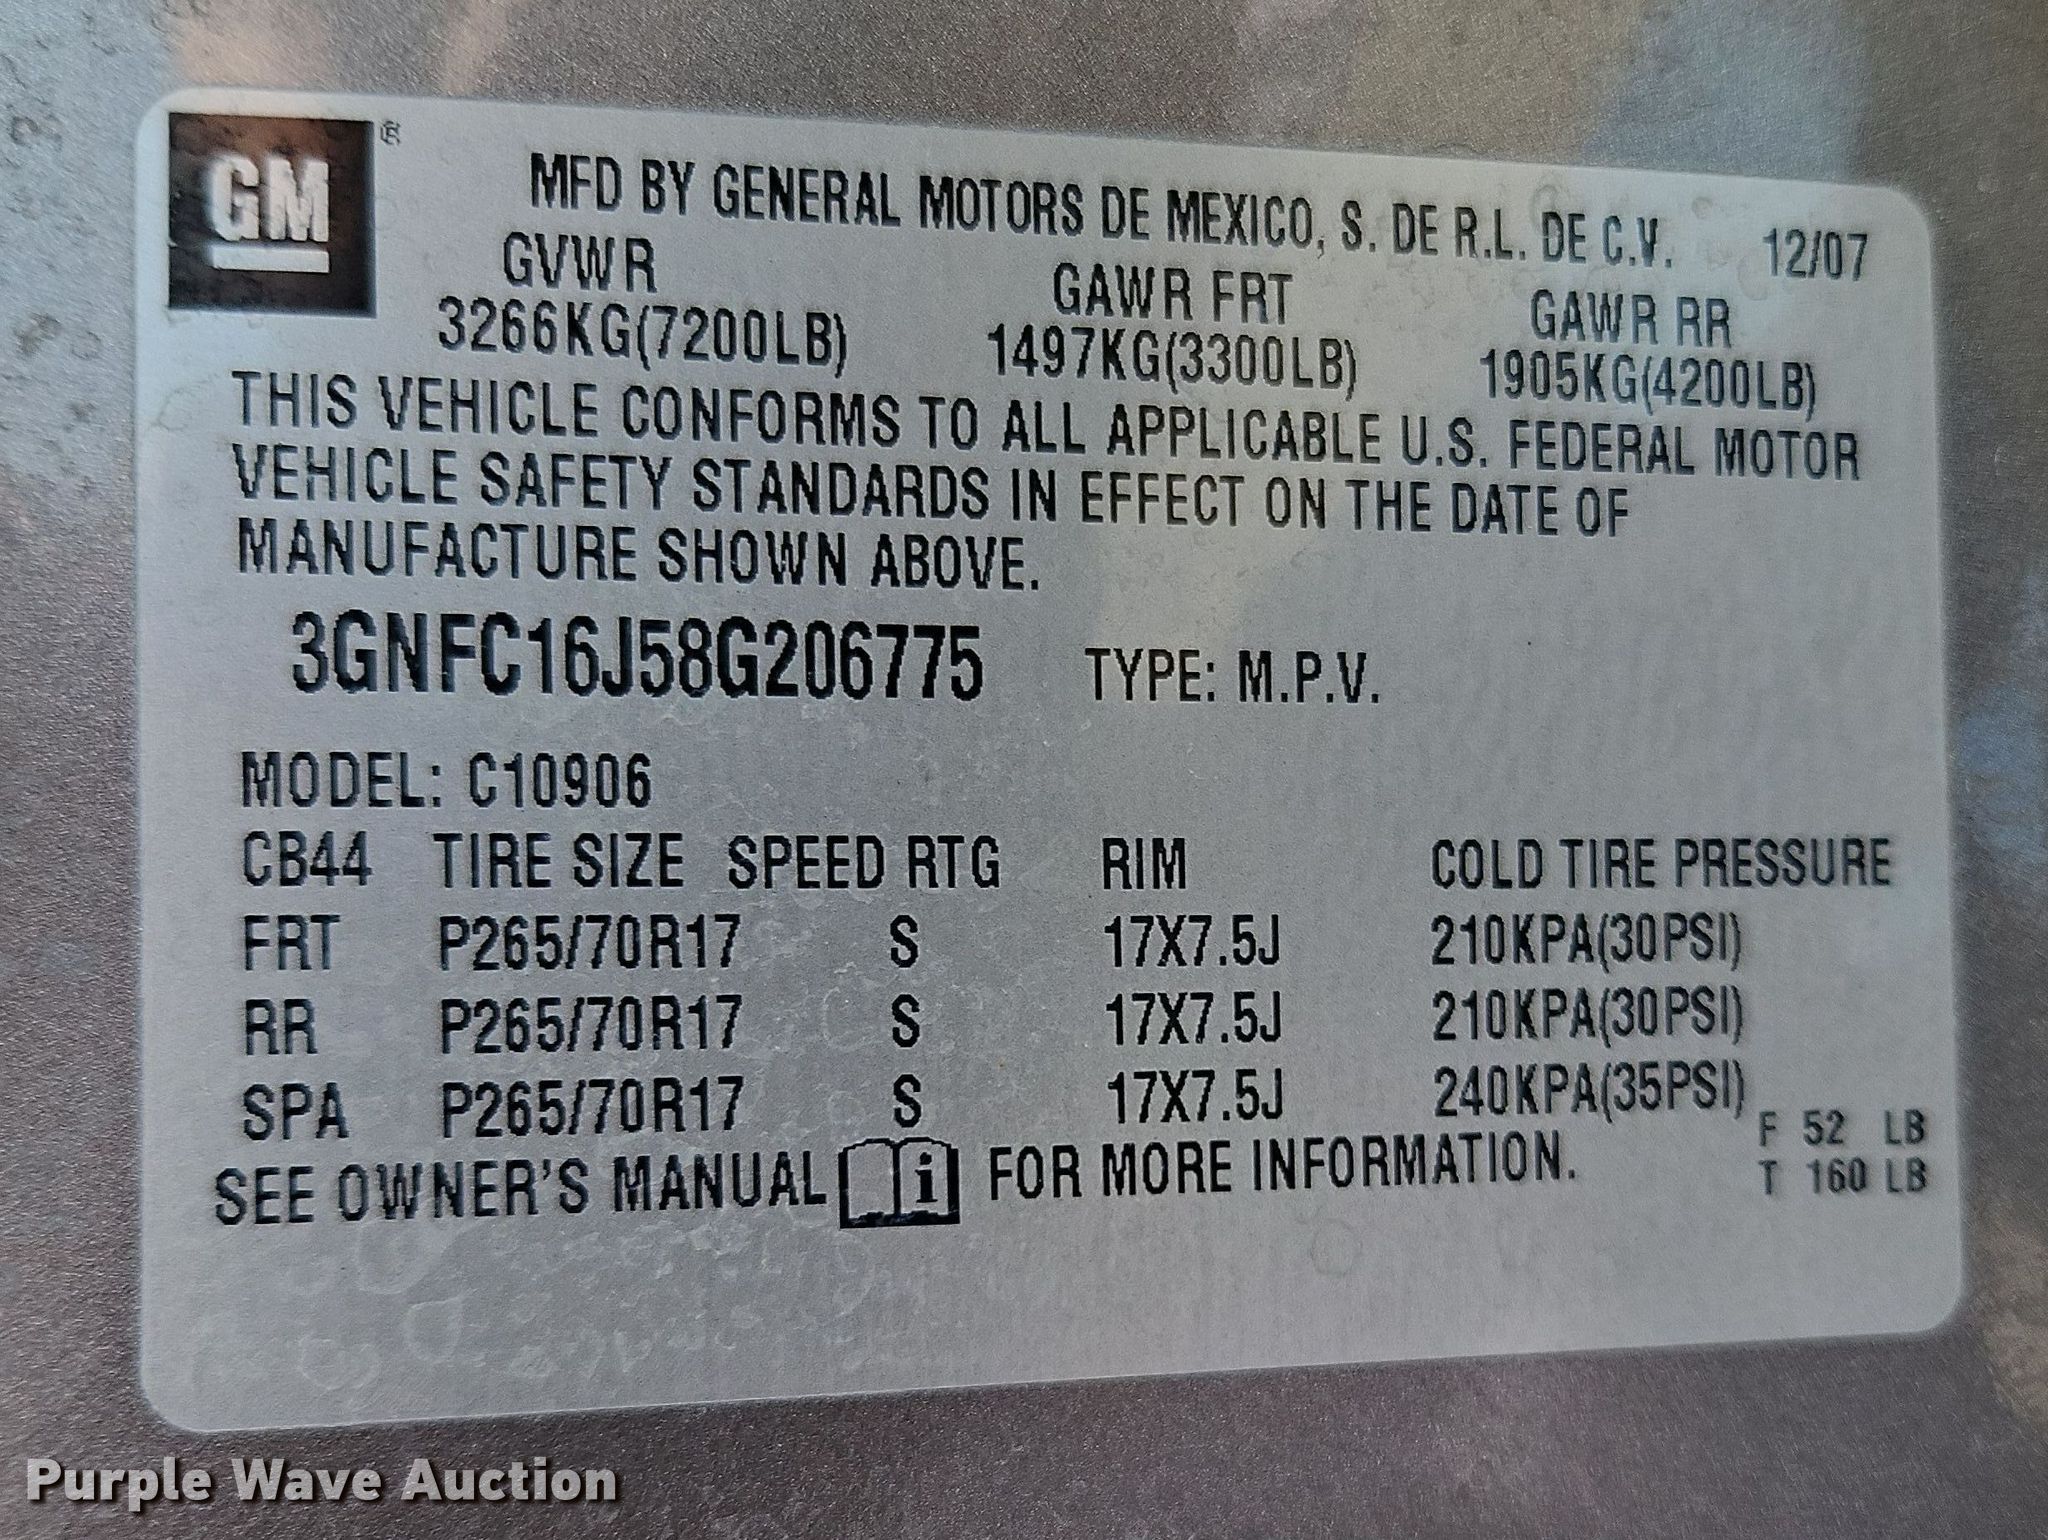 GM ®
MFD BY GENERAL MOTORS DE MEXICO, S. DE R.L. DE C.V. 12/07
GVWR GAWR FRT GAWR RR
3266KG(7200LB) 1497KG(3300LB) 1905KG(4200LB)
THIS VEHICLE CONFORMS TO ALL APPLICABLE U.S. FEDERAL MOTOR
VEHICLE SAFETY STANDARDS IN EFFECT ON THE DATE OF
MANUFACTURE SHOWN ABOVE.
3GNFC16J58G206775 TYPE: M.P.V.
MODEL: C10906
CB44 TIRE SIZE SPEED RTG RIM COLD TIRE PRESSURE
FRT P265/70R17 S 17X7.5J 210KPA(30PSI)
RR P265/70R17 S 17X7.5J 210KPA(30PSI)
SPA P265/70R17 S 17X7.5J 240KPA(35PSI)
F 52 LB
SEE OWNER'S MANUAL i FOR MORE INFORMATION. T 160 LB
Purple Wave Auction